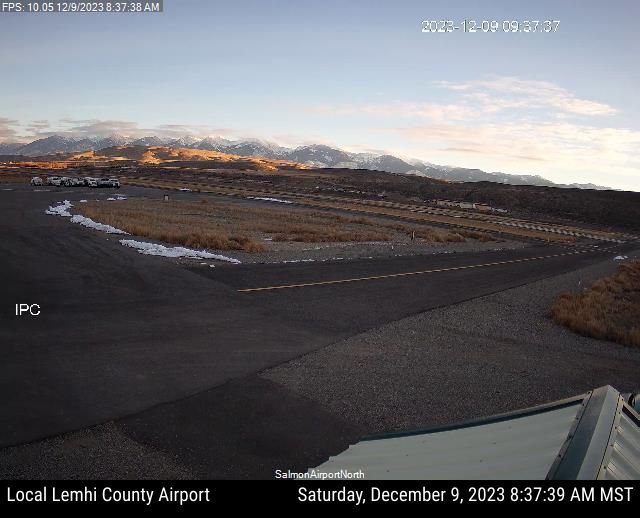 FPS: 10.05 12/9/2023 8:37:38 AM
2023-12-09 09:37:37
IPC
SalmonAirportNorth
Local Lemhi County Airport
Saturday, December 9, 2023 8:37:39 AM MST